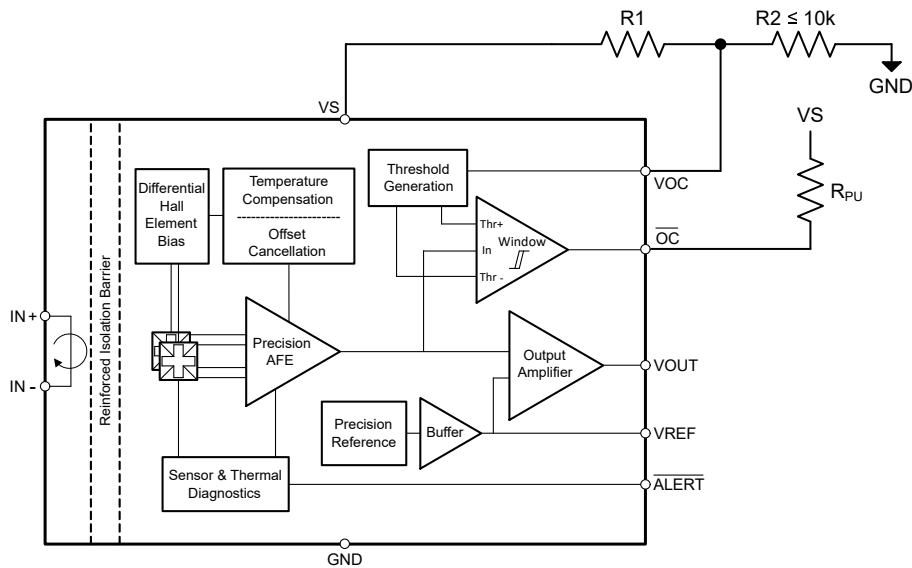 R1
R2 ≤ 10k
GND
VS
VS
R_PU
Differential
Hall
Element
Bias
Temperature
Compensation
Offset
Cancellation
Threshold
Generation
VOC
Thr+
In
Window
Thr -
OC
Reinforced Isolation Barrier
IN +
IN -
Precision
AFE
Output
Amplifier
VOUT
Precision
Reference
Buffer
VREF
Sensor & Thermal
Diagnostics
ALERT
GND